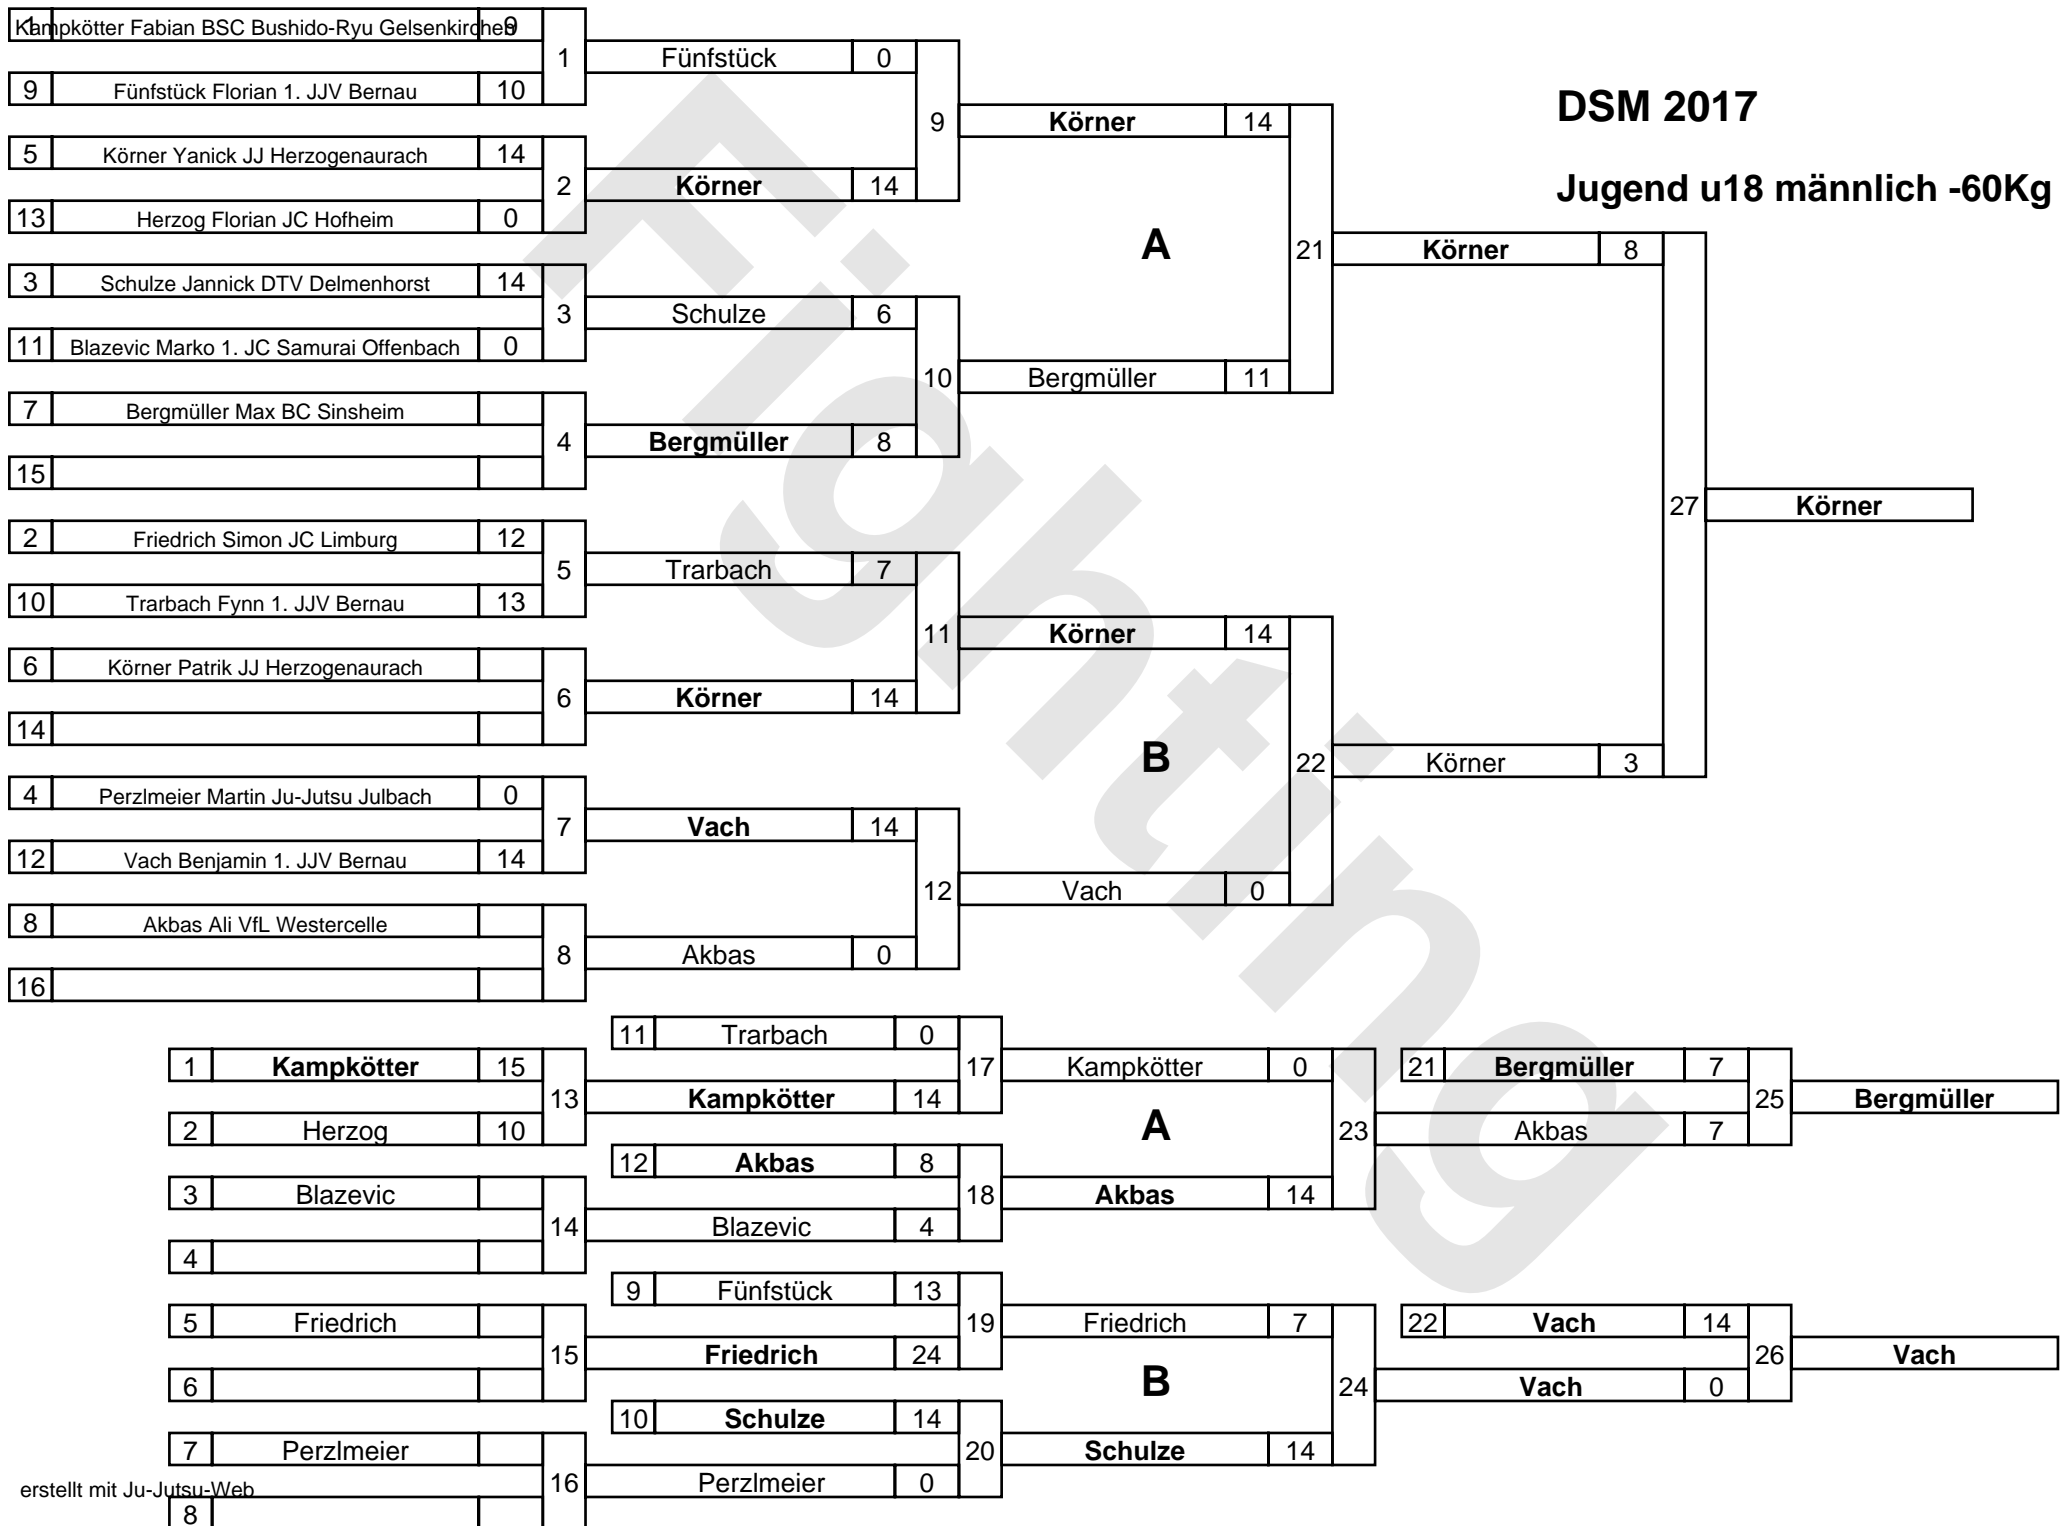 1 Kampkötter Fabian BSC Bushido-Ryu Gelsenkirchen 9
1 Fünfstück 0
9 Fünfstück Florian 1. JJV Bernau 10
DSM 2017
9 Körner 14
5 Körner Yanick JJ Herzogenaurach 14
2 Körner 14
Jugend u18 männlich -60Kg
13 Herzog Florian JC Hofheim 0
A
21 Körner 8
3 Schulze Jannick DTV Delmenhorst 14
3 Schulze 6
11 Blazevic Marko 1. JC Samurai Offenbach 0
10 Bergmüller 11
7 Bergmüller Max BC Sinsheim
4 Bergmüller 8
15
27 Körner
2 Friedrich Simon JC Limburg 12
5 Trarbach 7
10 Trarbach Fynn 1. JJV Bernau 13
11 Körner 14
6 Körner Patrik JJ Herzogenaurach
6 Körner 14
14
B
22 Körner 3
4 Perzlmeier Martin Ju-Jutsu Julbach 0
7 Vach 14
12 Vach Benjamin 1. JJV Bernau 14
12 Vach 0
8 Akbas Ali VfL Westercelle
8 Akbas 0
16
11 Trarbach 0
1 Kampkötter 15
17 Kampkötter 0
21 Bergmüller 7
13 Kampkötter 14
25 Bergmüller
2 Herzog 10
A
23 Akbas 7
12 Akbas 8
3 Blazevic
18 Akbas 14
14 Blazevic 4
4
9 Fünfstück 13
5 Friedrich
19 Friedrich 7
22 Vach 14
15 Friedrich 24
26 Vach
6
B
24 Vach 0
10 Schulze 14
7 Perzlmeier
20 Schulze 14
16 Perzlmeier 0
erstellt mit Ju-Jutsu-Web
8
Fighting